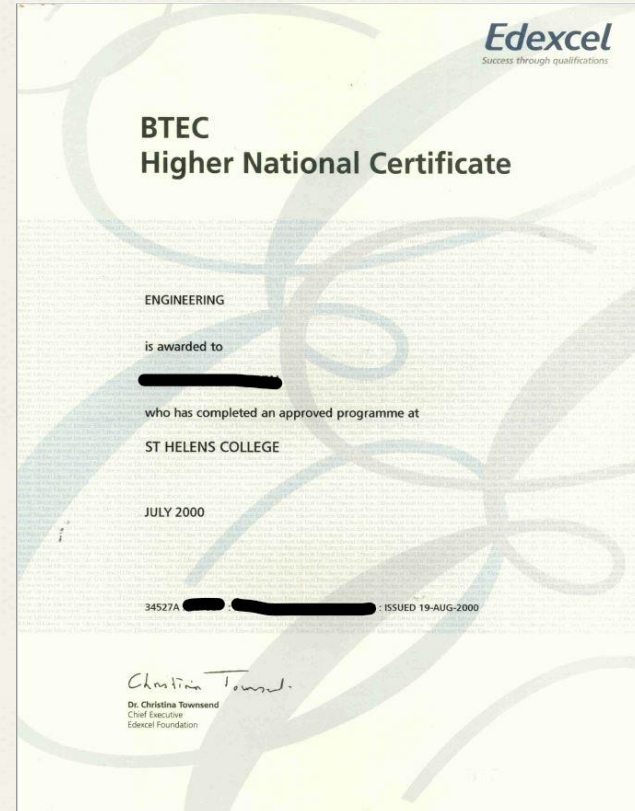 Edexcel
Success through qualifications
BTEC
Higher National Certificate
ENGINEERING
is awarded to
who has completed an approved programme at
ST HELENS COLLEGE
JULY 2000
34527A : : ISSUED 19-AUG-2000
Christina Townsend.
Dr. Christina Townsend
Chief Executive
Edexcel Foundation